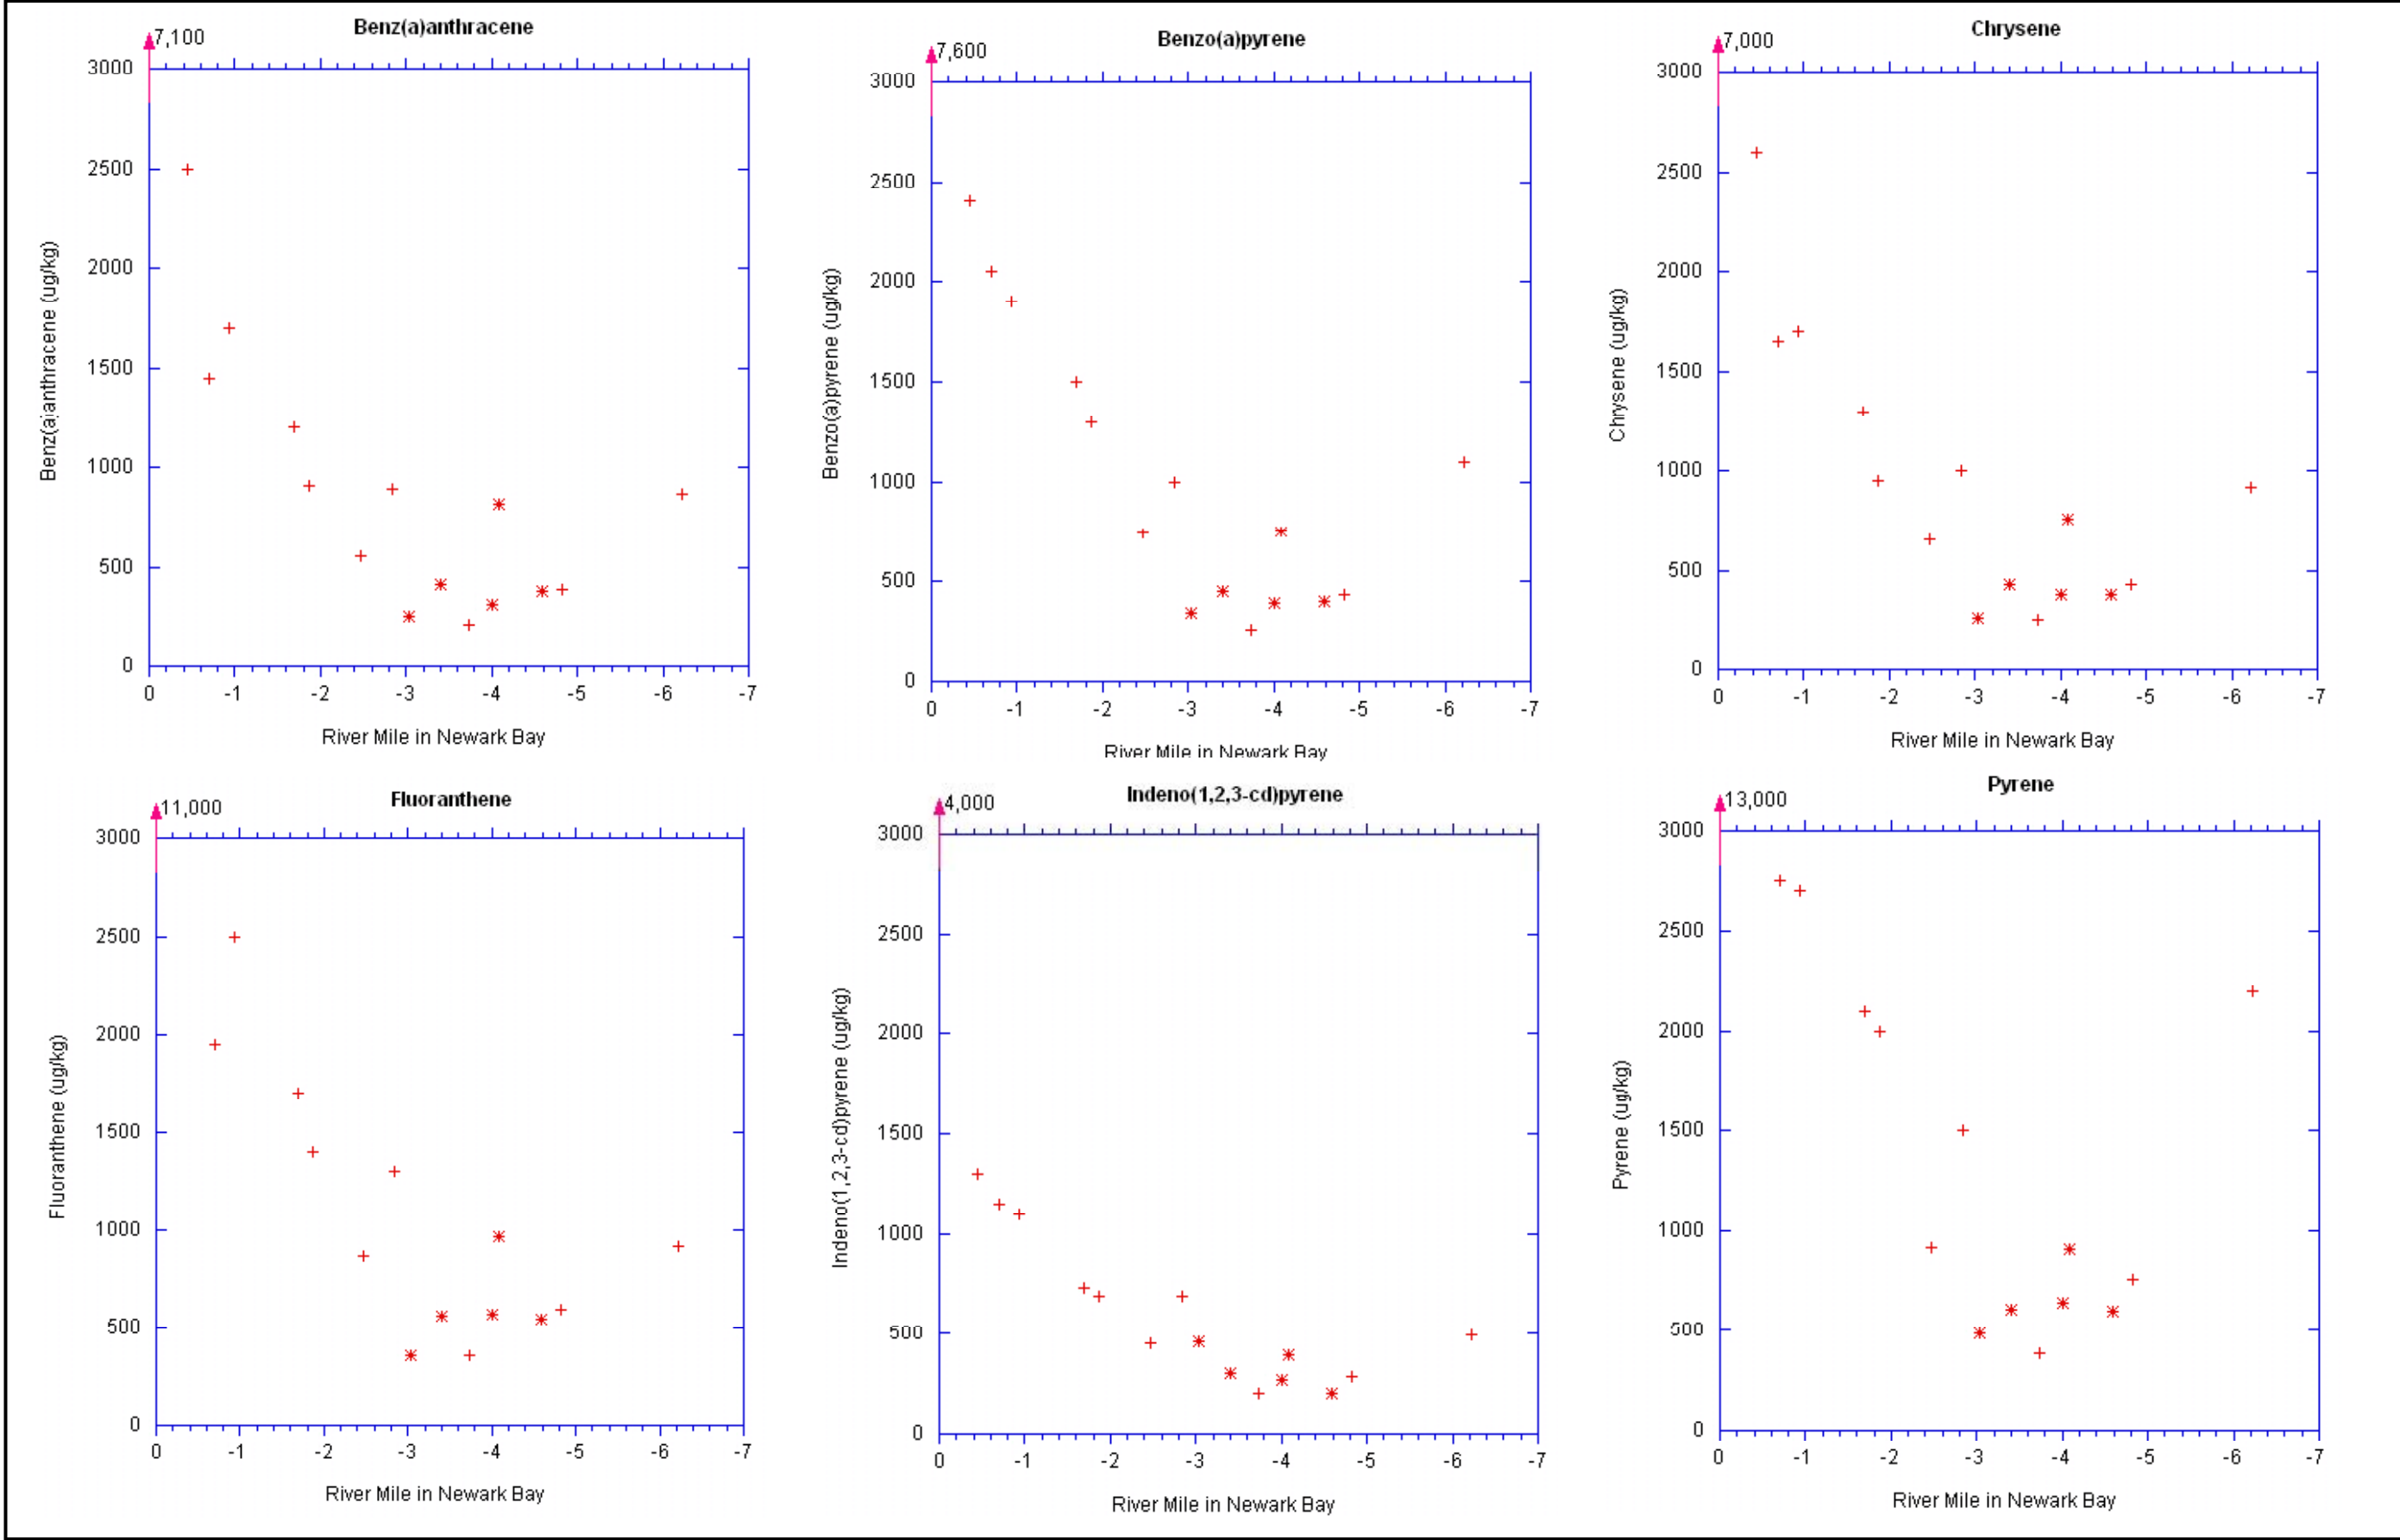 Benz(a)anthracene
7,100
3000
2500
2000
1500
1000
500
0
Benz(a)anthracene (ug/kg)
0 -1 -2 -3 -4 -5 -6 -7
River Mile in Newark Bay
Benzo(a)pyrene
7,600
3000
2500
2000
1500
1000
500
0
Benzo(a)pyrene (ug/kg)
0 -1 -2 -3 -4 -5 -6 -7
River Mile in Newark Bay
Chrysene
7,000
3000
2500
2000
1500
1000
500
0
Chrysene (ug/kg)
0 -1 -2 -3 -4 -5 -6 -7
River Mile in Newark Bay
Fluoranthene
11,000
3000
2500
2000
1500
1000
500
0
Fluoranthene (ug/kg)
0 -1 -2 -3 -4 -5 -6 -7
River Mile in Newark Bay
Indeno(1,2,3-cd)pyrene
4,000
3000
2500
2000
1500
1000
500
0
Indeno(1,2,3-cd)pyrene (ug/kg)
0 -1 -2 -3 -4 -5 -6 -7
River Mile in Newark Bay
Pyrene
13,000
3000
2500
2000
1500
1000
500
0
Pyrene (ug/kg)
0 -1 -2 -3 -4 -5 -6 -7
River Mile in Newark Bay